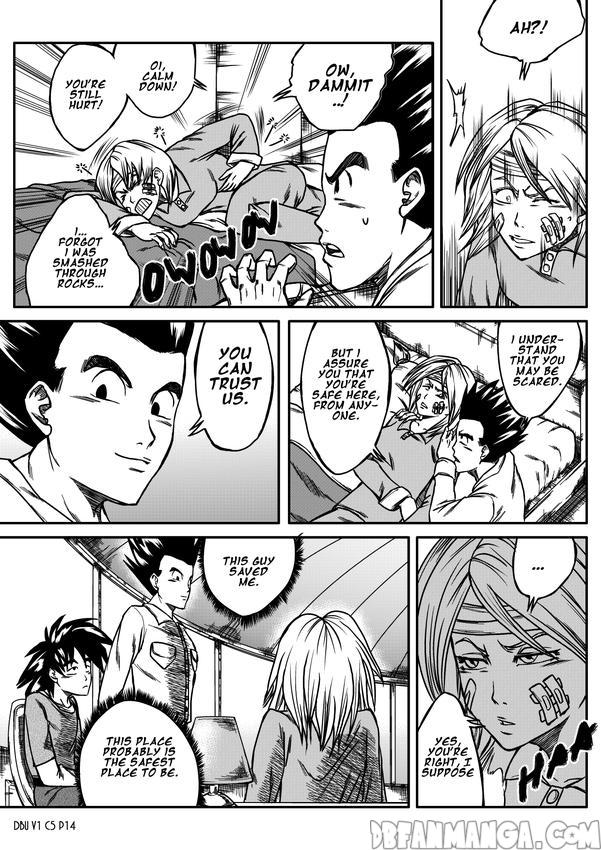 AH?!
OW,
DAMMIT
...!
OI,
CALM
DOWN!
YOU'RE
STILL
HURT!
OWOWOW
I...
FORGOT
I WAS
SMASHED
THROUGH
ROCKS...
I UNDER-
STAND
THAT YOU
MAY BE
SCARED.
BUT I
ASSURE
YOU THAT
YOU'RE
SAFE HERE,
FROM ANY-
ONE.
YOU
CAN
TRUST
US.
...
YES,
YOU'RE
RIGHT, I
SUPPOSE
HAA
THIS GUY
SAVED
ME.
THIS PLACE
PROBABLY IS
THE SAFEST
PLACE TO BE.
DBU V1 C5 P14
DBFANMANGA.COM